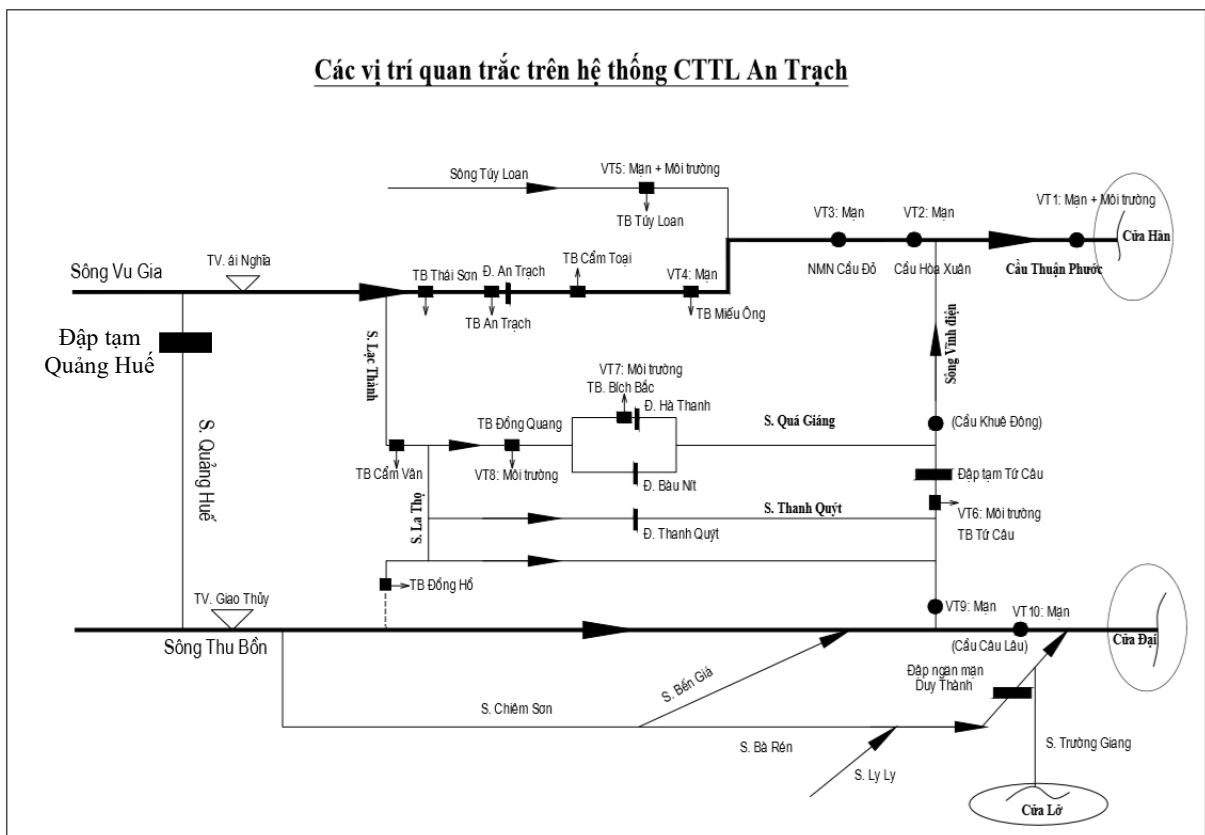 Các vị trí quan trắc trên hệ thống CTTL An Trạch
Sông Túy Loan
VT5: Mạn + Môi trường
TB Túy Loan
VT3: Mạn
VT2: Mạn
VT1: Mạn + Môi trường
Cửa Hàn
NMN Cầu Đỏ
Cầu Hòa Xuân
Cầu Thuận Phước
Sông Vu Gia
TV. ái Nghĩa
TB Thái Sơn
Đ. An Trạch
TB Cẩm Toại
VT4: Mạn
TB An Trạch
TB Miếu Ông
Đập tạm
Quảng Huế
S. Quảng Huế
S. Lạc Thành
Sông Vĩnh điện
VT7: Môi trường
TB. Bích Bắc
Đ. Hà Thanh
TB Đồng Quang
S. Quá Giáng
(Cầu Khuê Đông)
TB Cẩm Văn
VT8: Môi trường
Đ. Bàu Nít
Đập tạm Tứ Câu
S. La Thọ
S. Thanh Quýt
Đ. Thanh Quýt
VT6: Môi trường
TB Tứ Câu
TB Đồng Hồ
TV. Giao Thủy
VT9: Mạn
VT10: Mạn
Sông Thu Bồn
(Cầu Câu Lâu)
Cửa Đại
Đập ngăn mặn
Duy Thành
S. Bến Giá
S. Chiêm Sơn
S. Bà Rén
S. Ly Ly
S. Trường Giang
Cửa Lở